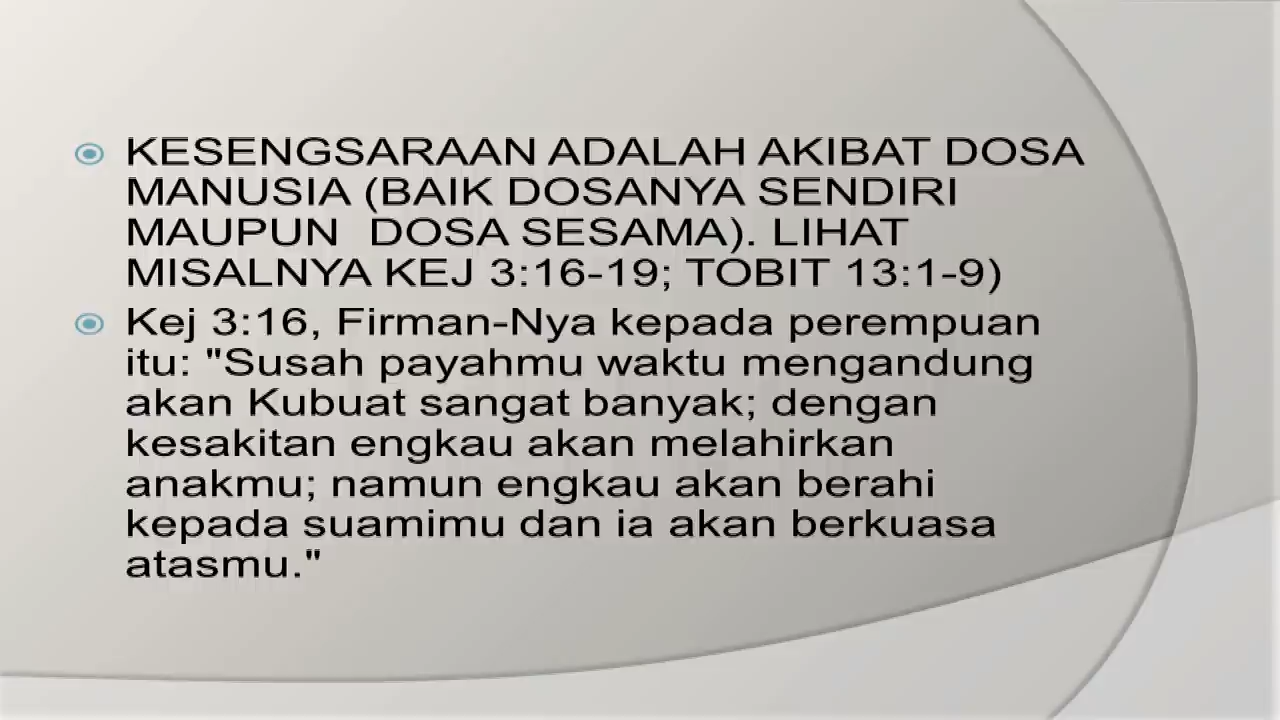 KESENGSARAAN ADALAH AKIBAT DOSA
MANUSIA (BAIK DOSANYA SENDIRI
MAUPUN  DOSA SESAMA). LIHAT
MISALNYA KEJ 3:16-19; TOBIT 13:1-9)
Kej 3:16, Firman-Nya kepada perempuan
itu: "Susah payahmu waktu mengandung
akan Kubuat sangat banyak; dengan
kesakitan engkau akan melahirkan
anakmu; namun engkau akan berahi
kepada suamimu dan ia akan berkuasa
atasmu."